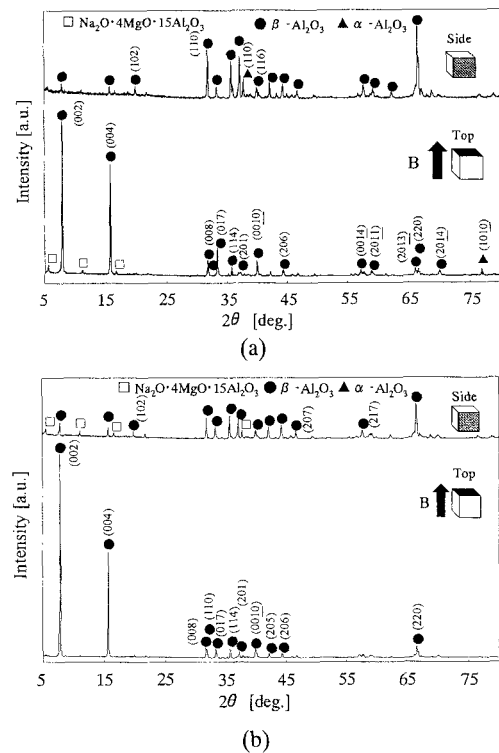 □ Na₂O·4MgO·15Al₂O₃ ● β-Al₂O₃ ▲ α-Al₂O₃
Side
(102)
(110)
(110)
(116)
(002)
(004)
B
Top
(008)
(017)
(114)
(201)
(0010)
(206)
(0014)
(2011)
(2013)
(220)
(2014)
(1010)
Intensity [a.u.]
5 15 25 35 45 55 65 75
2θ [deg.]
(a)
□ Na₂O·4MgO·15Al₂O₃ ● β-Al₂O₃ ▲ α-Al₂O₃
Side
(102)
(207)
(217)
(002)
(004)
B
Top
(008)
(110)
(017)
(114)
(201)
(0010)
(205)
(206)
(220)
Intensity [a.u.]
5 15 25 35 45 55 65 75
2θ [deg.]
(b)